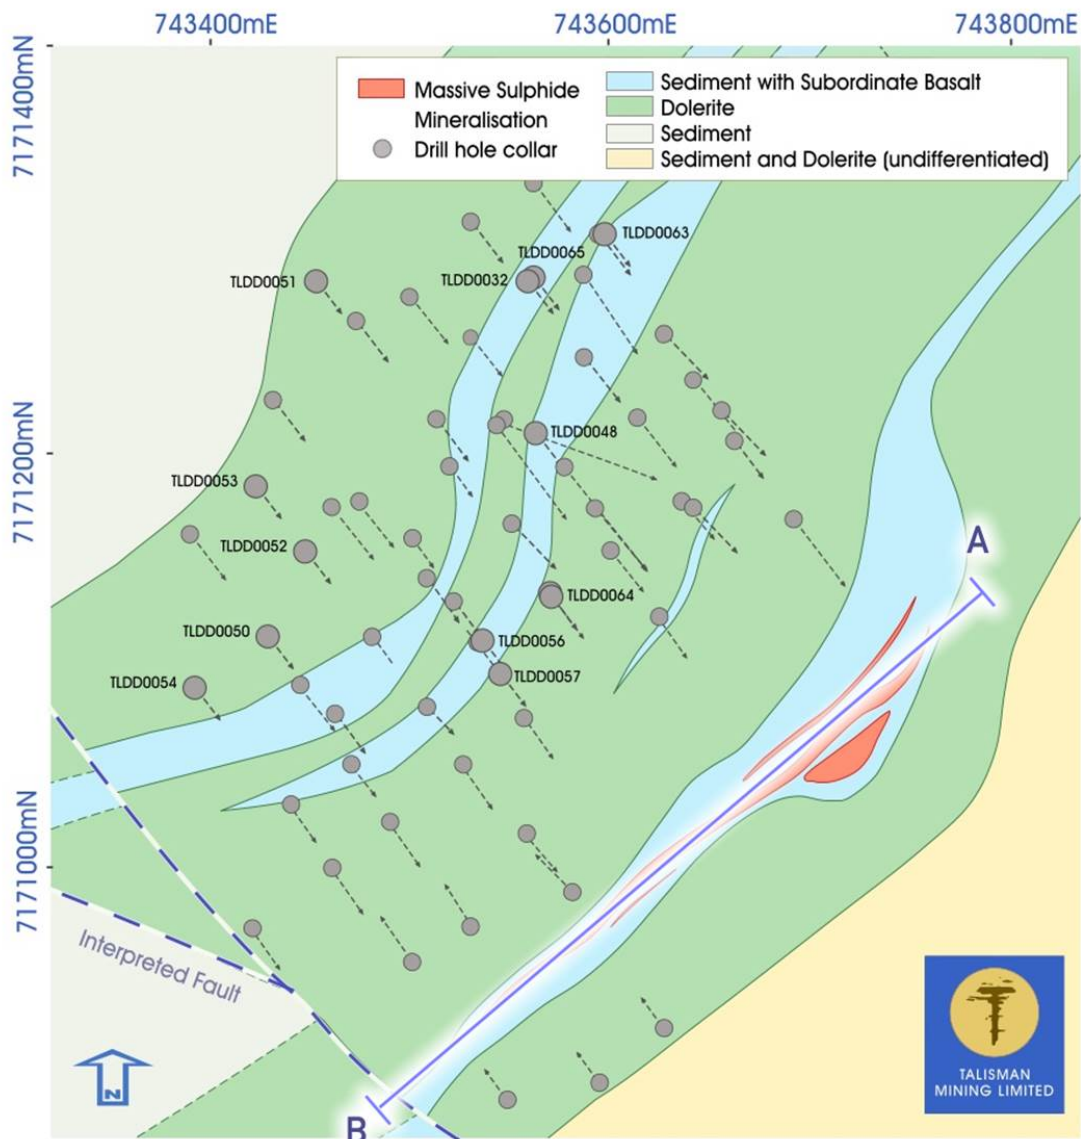 743400mE
743600mE
743800mE
7171400mN
7171200mN
7171000mN
Massive Sulphide
Mineralisation
Drill hole collar
Sediment with Subordinate Basalt
Dolerite
Sediment
Sediment and Dolerite (undifferentiated)
TLDD0063
TLDD0065
TLDD0051
TLDD0032
TLDD0048
TLDD0053
TLDD0052
TLDD0064
TLDD0050
TLDD0056
TLDD0057
TLDD0054
A
Interpreted Fault
N
B
TALISMAN
MINING LIMITED